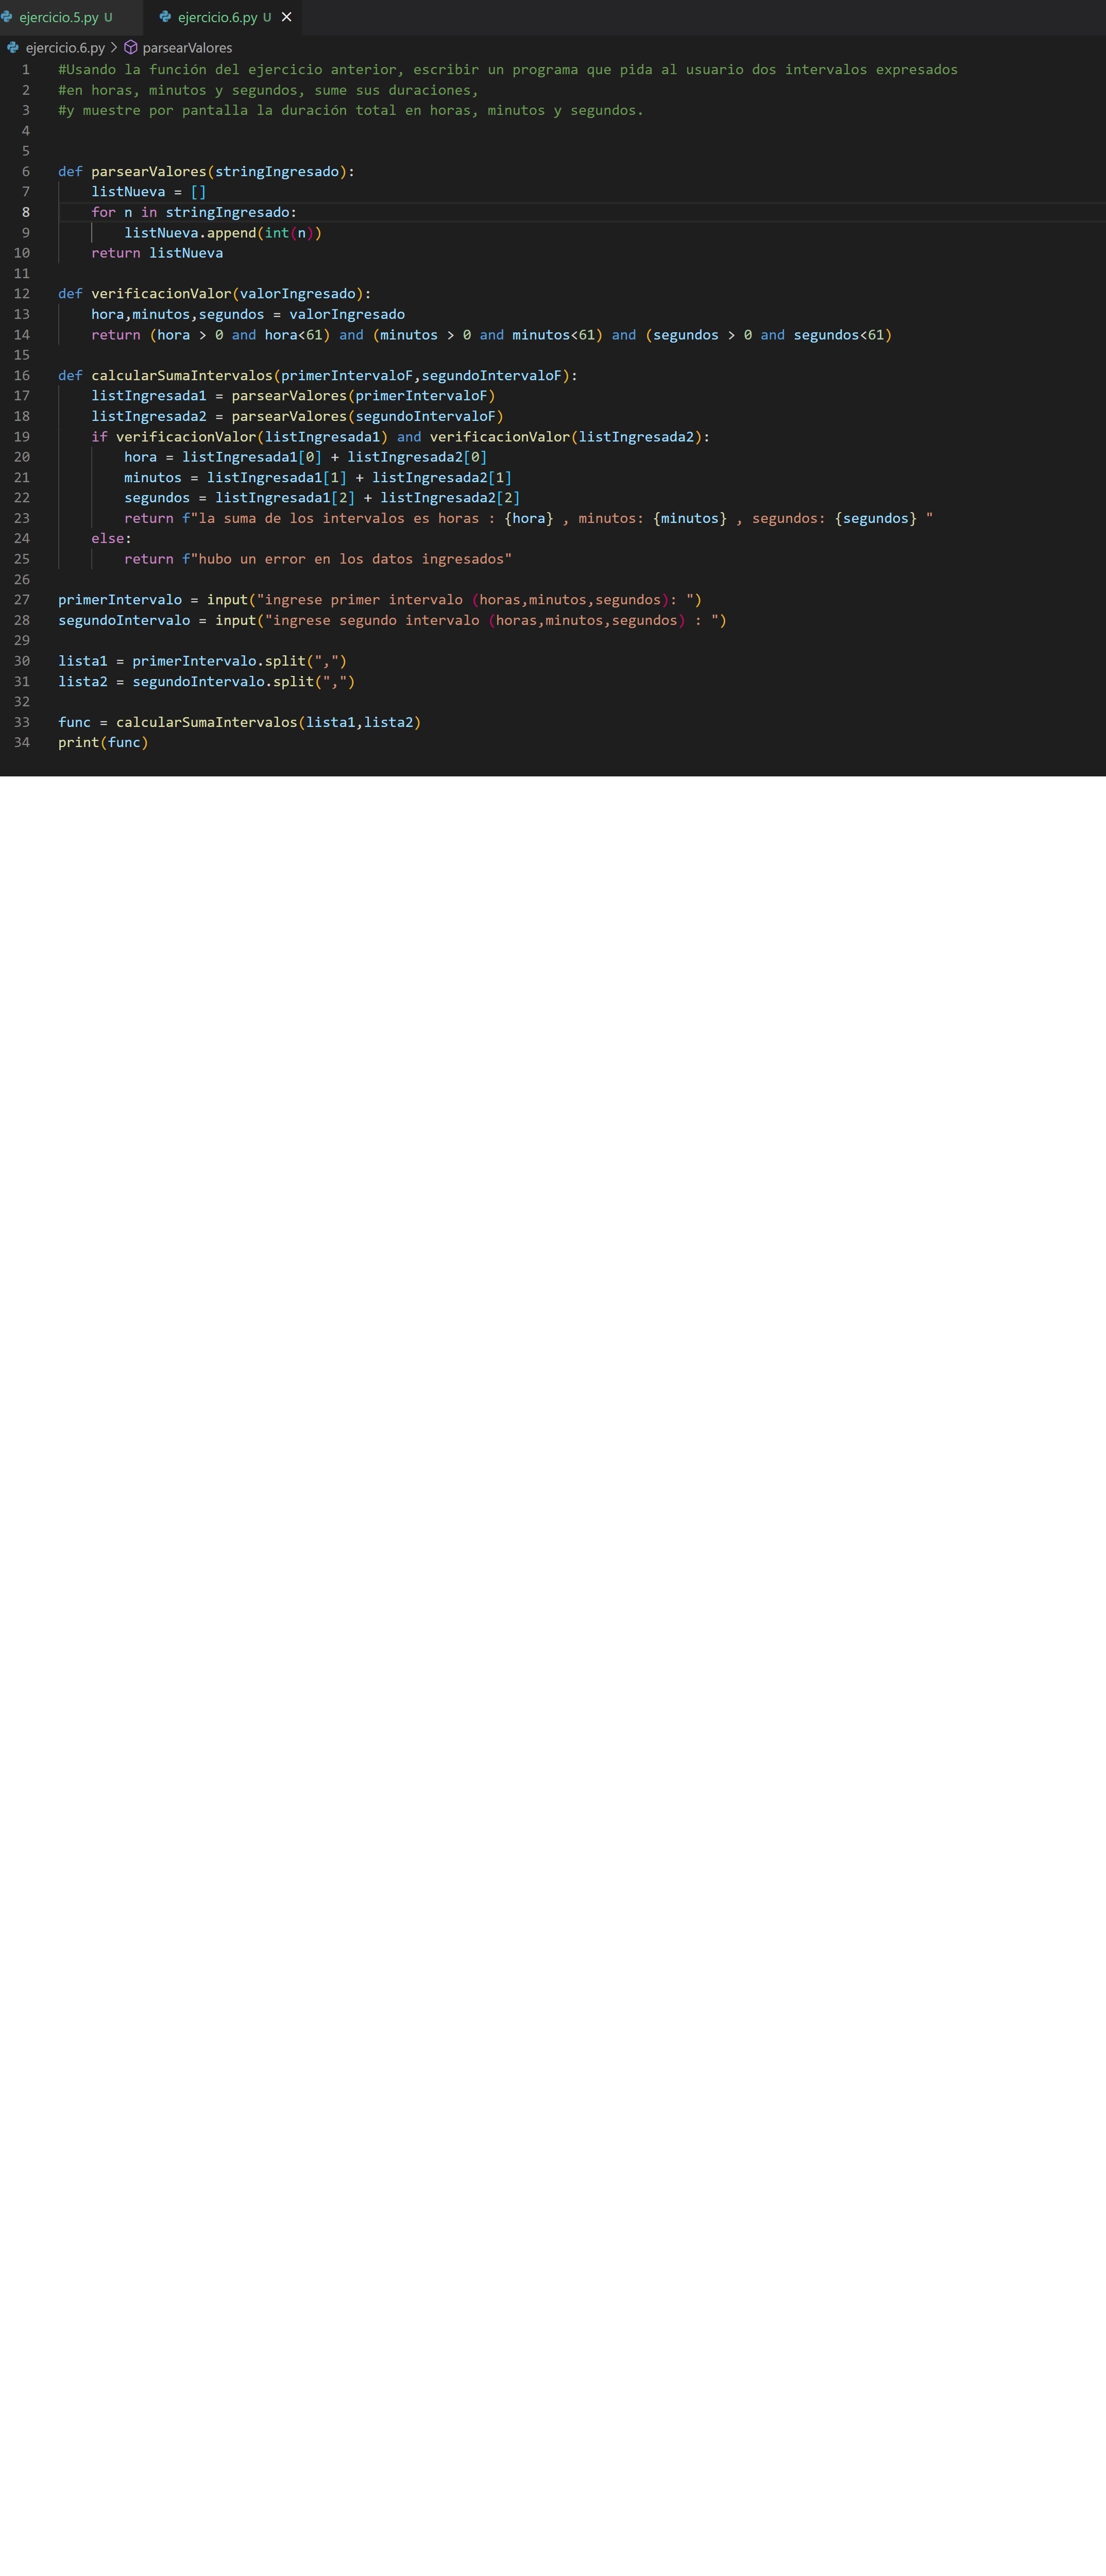 ejercicio.5.py U ejercicio.6.py U
ejercicio.6.py > parsearValores
1 #Usando la función del ejercicio anterior, escribir un programa que pida al usuario dos intervalos expresados
2 #en horas, minutos y segundos, sume sus duraciones,
3 #y muestre por pantalla la duración total en horas, minutos y segundos.
4
5
6 def parsearValores(stringIngresado):
7     listNueva = []
8     for n in stringIngresado:
9         listNueva.append(int(n))
10     return listNueva
11
12 def verificacionValor(valorIngresado):
13     hora,minutos,segundos = valorIngresado
14     return (hora > 0 and hora<61) and (minutos > 0 and minutos<61) and (segundos > 0 and segundos<61)
15
16 def calcularSumaIntervalos(primerIntervaloF,segundoIntervaloF):
17     listIngresada1 = parsearValores(primerIntervaloF)
18     listIngresada2 = parsearValores(segundoIntervaloF)
19     if verificacionValor(listIngresada1) and verificacionValor(listIngresada2):
20         hora = listIngresada1[0] + listIngresada2[0]
21         minutos = listIngresada1[1] + listIngresada2[1]
22         segundos = listIngresada1[2] + listIngresada2[2]
23         return f"la suma de los intervalos es horas : {hora} , minutos: {minutos} , segundos: {segundos} "
24     else:
25         return f"hubo un error en los datos ingresados"
26
27 primerIntervalo = input("ingrese primer intervalo (horas,minutos,segundos): ")
28 segundoIntervalo = input("ingrese segundo intervalo (horas,minutos,segundos) : ")
29
30 lista1 = primerIntervalo.split(",")
31 lista2 = segundoIntervalo.split(",")
32
33 func = calcularSumaIntervalos(lista1,lista2)
34 print(func)